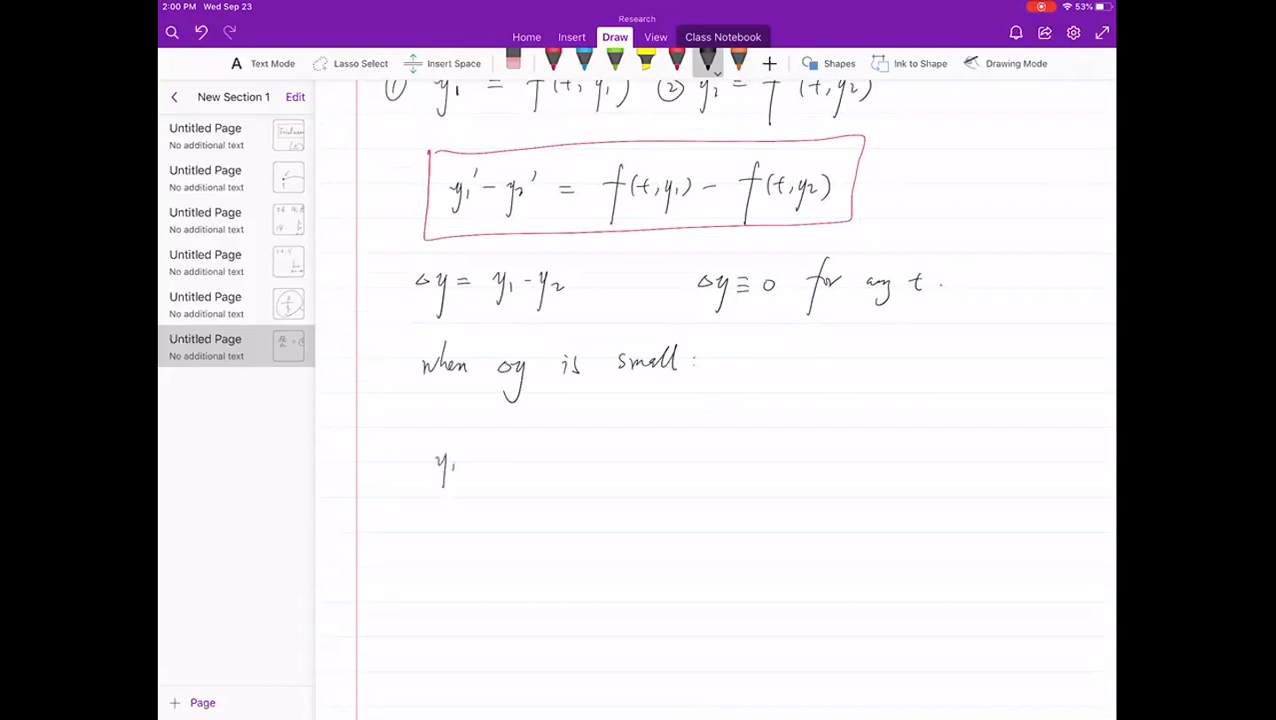 2:00 PM Wed Sep 23
53%
Research
Home Insert Draw View Class Notebook
A Text Mode Lasso Select Insert Space Shapes Ink to Shape Drawing Mode
New Section 1 Edit
Untitled Page
No additional text
Untitled Page
No additional text
Untitled Page
No additional text
Untitled Page
No additional text
Untitled Page
No additional text
Untitled Page
No additional text
+ Page
① y₁' = f(t, y₁) ② y₂' = f(t, y₂)
y₁' - y₂' = f(t, y₁) - f(t, y₂)
Δy = y₁ - y₂ Δy ≡ 0 for any t.
when Δy is small:
y₁